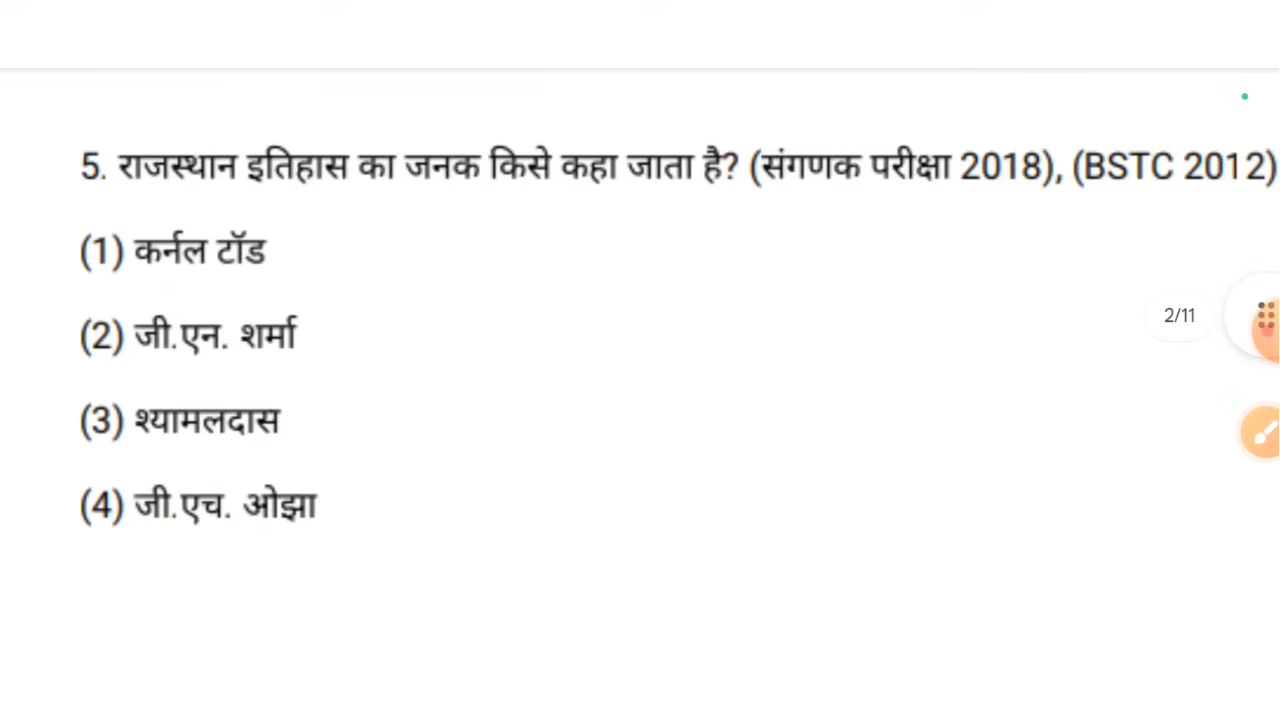 5. राजस्थान इतिहास का जनक किसे कहा जाता है? (संगणक परीक्षा 2018), (BSTC 2012)
(1) कर्नल टॉड
(2) जी.एन. शर्मा
2/11
(3) श्यामलदास
(4) जी.एच. ओझा